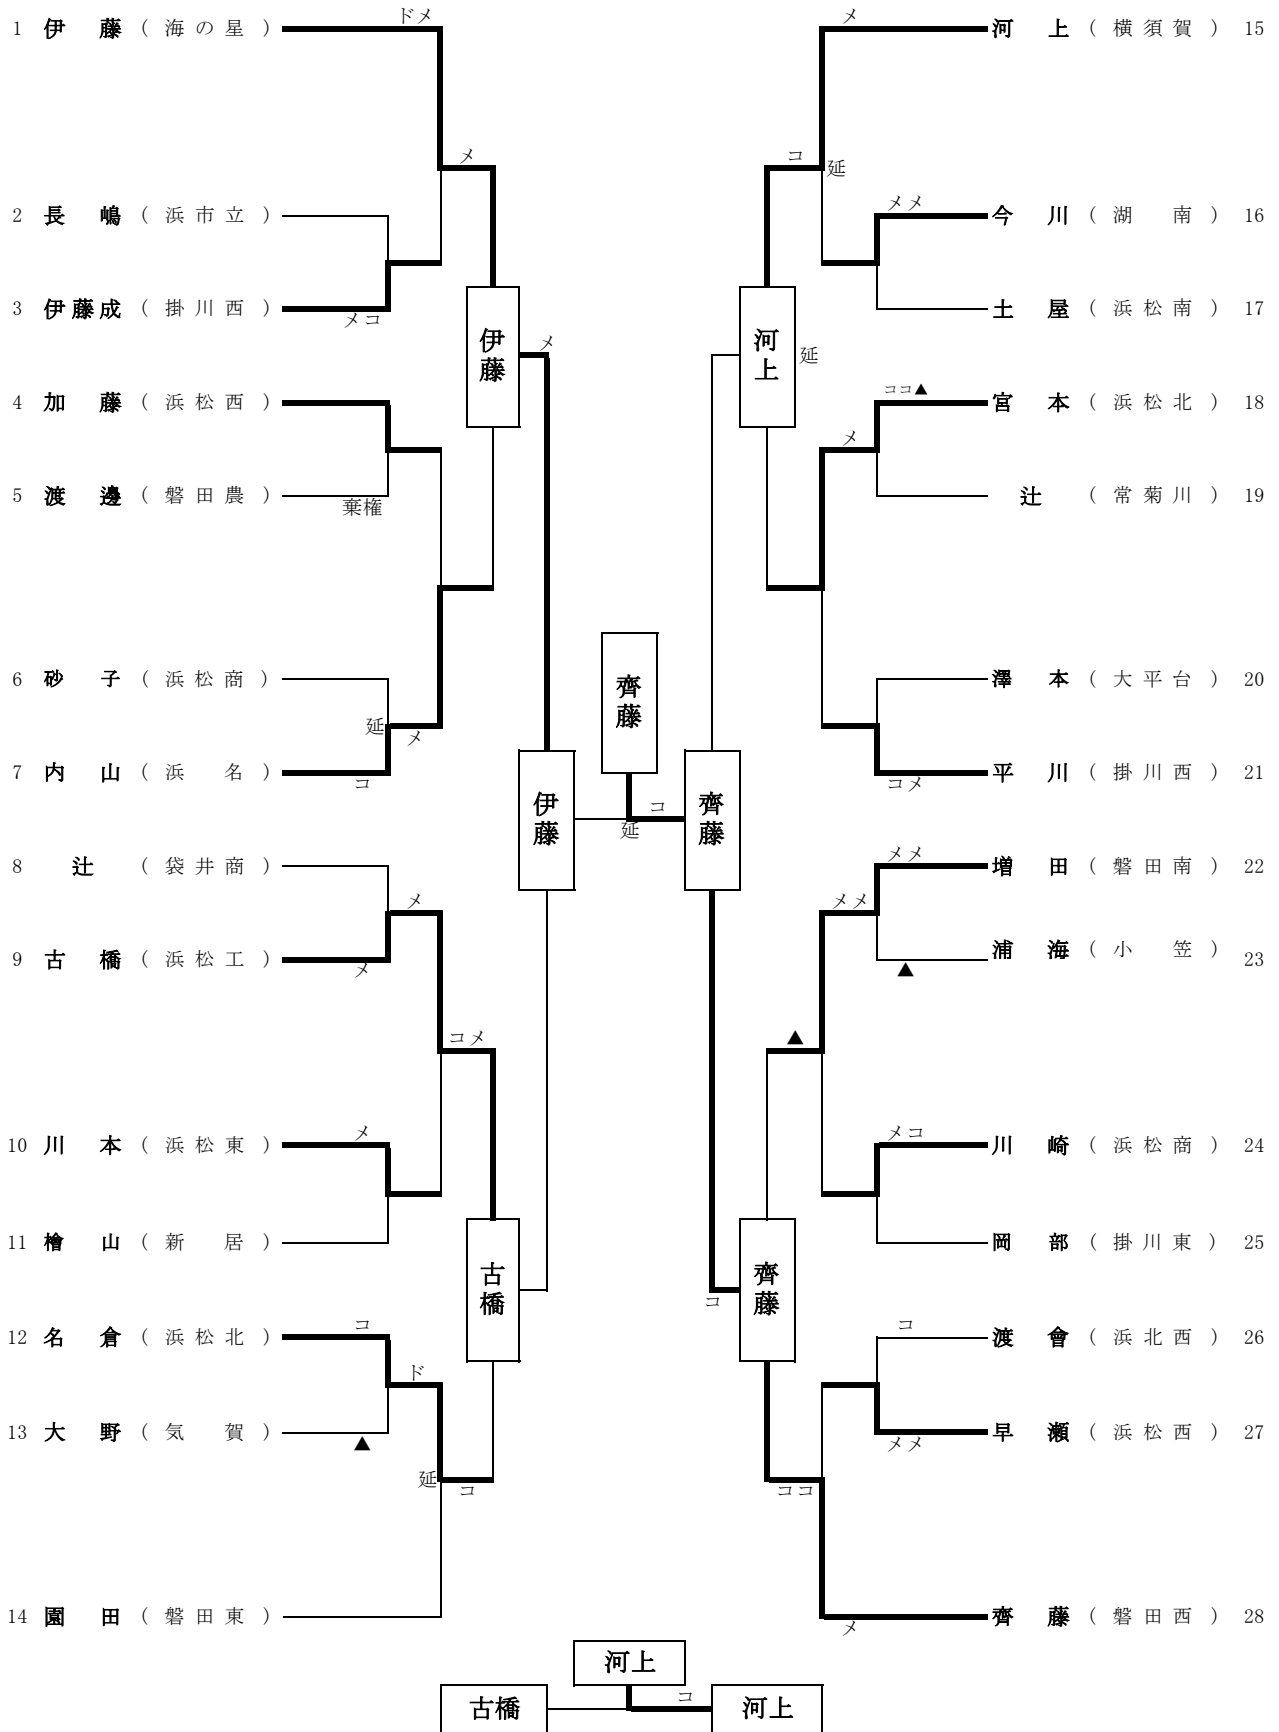 1 伊藤 (海の星) ドメ
メ
2 長嶋 (浜市立)
3 伊藤成 (掛川西) メコ
伊藤 メ
4 加藤 (浜松西)
5 渡邊 (磐田農) 棄権
6 砂子 (浜松商)
延 メ
7 内山 (浜名) コ
8 辻 (袋井商)
メ
9 古橋 (浜松工) メ
コメ
10 川本 (浜松東) メ
11 檜山 (新居)
古橋
12 名倉 (浜松北) コ
ド
13 大野 (気賀) ▲
延 コ
14 園田 (磐田東)
伊藤
齊藤
コ
延
齊藤
メ 河上 (横須賀) 15
コ 延
メメ 今川 (湖南) 16
土屋 (浜松南) 17
河上 延
ココ▲ 宮本 (浜松北) 18
メ
辻 (常菊川) 19
澤本 (大平台) 20
コメ 平川 (掛川西) 21
メメ 増田 (磐田南) 22
メメ
▲ 浦海 (小笠) 23
▲
メコ 川崎 (浜松商) 24
岡部 (掛川東) 25
コ 齊藤
コ 渡會 (浜北西) 26
メメ 早瀬 (浜松西) 27
ココ
メ 齊藤 (磐田西) 28
河上
古橋 コ 河上